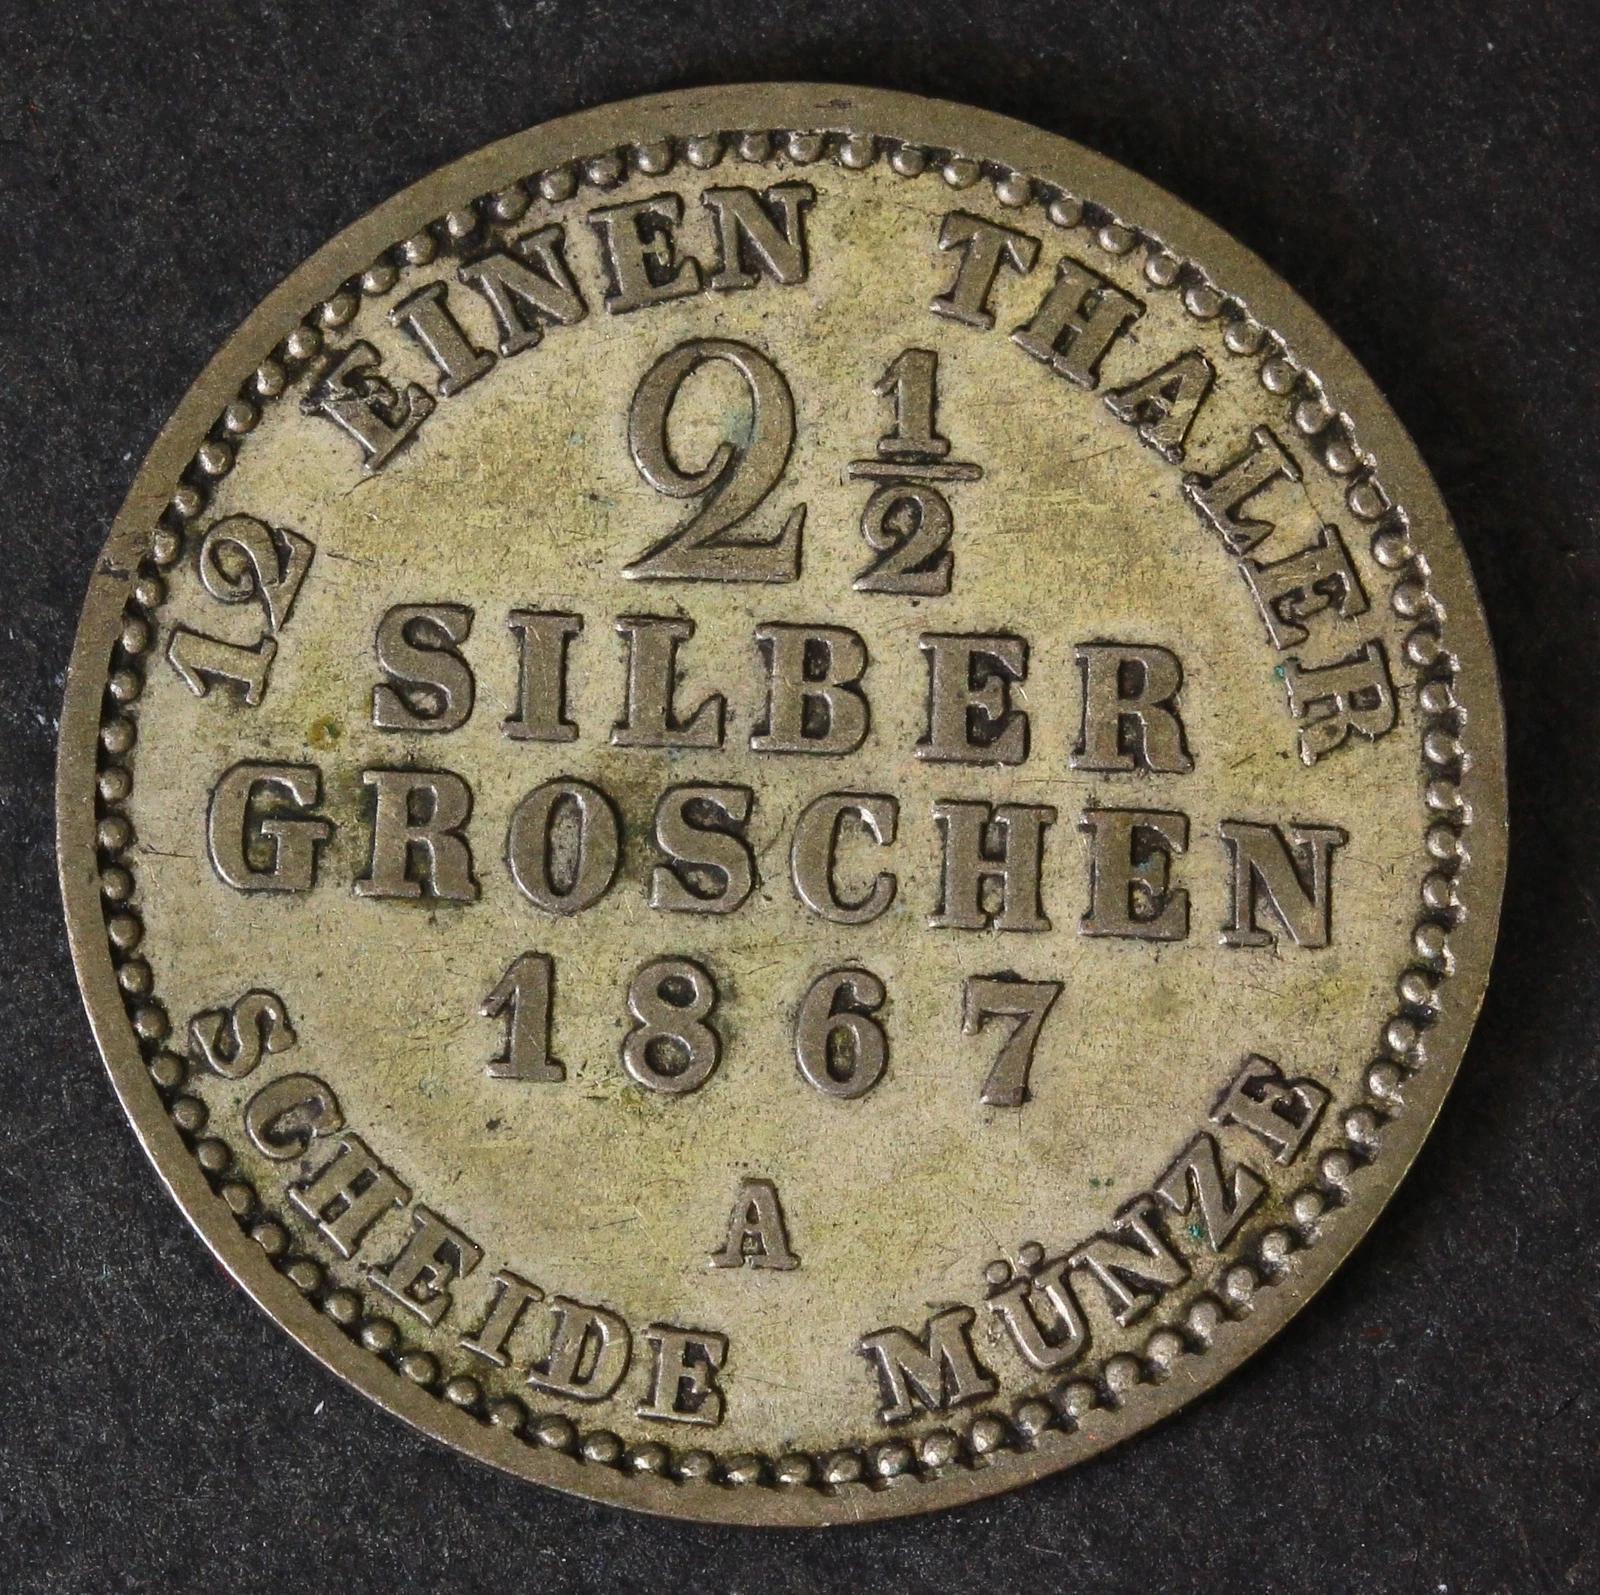 12 EINEN THALER
2 1/2
SILBER
GROSCHEN
1867
A
SCHEIDE MÜNZE